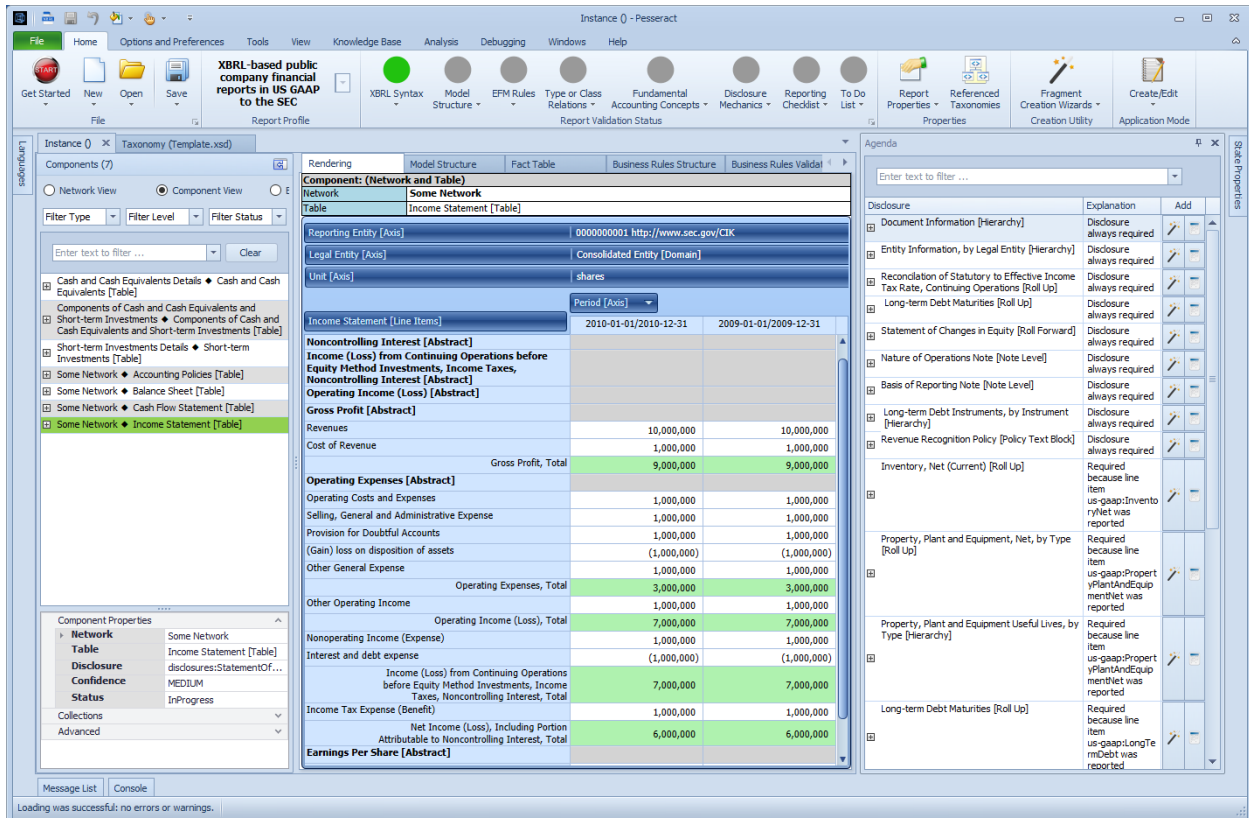 Instance () - Pesseract
File Home Options and Preferences Tools View Knowledge Base Analysis Debugging Windows Help
START
Get Started New Open Save
File
XBRL-based public
company financial
reports in US GAAP
to the SEC
Report Profile
XBRL Syntax
Model
Structure
EFM Rules
Type or Class
Relations
Fundamental
Accounting Concepts
Disclosure
Mechanics
Reporting
Checklist
To Do
List
Report Validation Status
Report
Properties
Referenced
Taxonomies
Properties
Fragment
Creation Wizards
Creation Utility
Create/Edit
Application Mode
Languages
Instance () Taxonomy (Template.xsd)
Components (7)
Network View Component View E
Filter Type Filter Level Filter Status
Enter text to filter ... Clear
Cash and Cash Equivalents Details ◆ Cash and Cash
Equivalents [Table]
Components of Cash and Cash Equivalents and
Short-term Investments ◆ Components of Cash and
Cash Equivalents and Short-term Investments [Table]
Short-term Investments Details ◆ Short-term
Investments [Table]
Some Network ◆ Accounting Policies [Table]
Some Network ◆ Balance Sheet [Table]
Some Network ◆ Cash Flow Statement [Table]
Some Network ◆ Income Statement [Table]
Component Properties
Network Some Network
Table Income Statement [Table]
Disclosure disclosures:StatementOf...
Confidence MEDIUM
Status InProgress
Collections
Advanced
Rendering Model Structure Fact Table Business Rules Structure Business Rules Validat
Component: (Network and Table)
Network Some Network
Table Income Statement [Table]
Reporting Entity [Axis] 0000000001 http://www.sec.gov/CIK
Legal Entity [Axis] Consolidated Entity [Domain]
Unit [Axis] shares
Period [Axis]
Income Statement [Line Items] 2010-01-01/2010-12-31 2009-01-01/2009-12-31
Noncontrolling Interest [Abstract]
Income (Loss) from Continuing Operations before
Equity Method Investments, Income Taxes,
Noncontrolling Interest [Abstract]
Operating Income (Loss) [Abstract]
Gross Profit [Abstract]
Revenues 10,000,000 10,000,000
Cost of Revenue 1,000,000 1,000,000
Gross Profit, Total 9,000,000 9,000,000
Operating Expenses [Abstract]
Operating Costs and Expenses 1,000,000 1,000,000
Selling, General and Administrative Expense 1,000,000 1,000,000
Provision for Doubtful Accounts 1,000,000 1,000,000
(Gain) loss on disposition of assets (1,000,000) (1,000,000)
Other General Expense 1,000,000 1,000,000
Operating Expenses, Total 3,000,000 3,000,000
Other Operating Income 1,000,000 1,000,000
Operating Income (Loss), Total 7,000,000 7,000,000
Nonoperating Income (Expense) 1,000,000 1,000,000
Interest and debt expense (1,000,000) (1,000,000)
Income (Loss) from Continuing Operations
before Equity Method Investments, Income
Taxes, Noncontrolling Interest, Total 7,000,000 7,000,000
Income Tax Expense (Benefit) 1,000,000 1,000,000
Net Income (Loss), Including Portion
Attributable to Noncontrolling Interest, Total 6,000,000 6,000,000
Earnings Per Share [Abstract]
Agenda
Enter text to filter ...
Disclosure Explanation Add
Document Information [Hierarchy] Disclosure
always required
Entity Information, by Legal Entity [Hierarchy] Disclosure
always required
Reconcilation of Statutory to Effective Income Disclosure
Tax Rate, Continuing Operations [Roll Up] always required
Long-term Debt Maturities [Roll Up] Disclosure
always required
Statement of Changes in Equity [Roll Forward] Disclosure
always required
Nature of Operations Note [Note Level] Disclosure
always required
Basis of Reporting Note [Note Level] Disclosure
always required
Long-term Debt Instruments, by Instrument Disclosure
[Hierarchy] always required
Revenue Recognition Policy [Policy Text Block] Disclosure
always required
Inventory, Net (Current) [Roll Up] Required
because line
item
us-gaap:Invento
ryNet was
reported
Property, Plant and Equipment, Net, by Type Required
[Roll Up] because line
item
us-gaap:Propert
yPlantAndEquip
mentNet was
reported
Property, Plant and Equipment Useful Lives, by Required
Type [Hierarchy] because line
item
us-gaap:Propert
yPlantAndEquip
mentNet was
reported
Long-term Debt Maturities [Roll Up] Required
because line
item
us-gaap:LongTe
rmDebt was
reported
State Properties
Message List Console
Loading was successful: no errors or warnings.